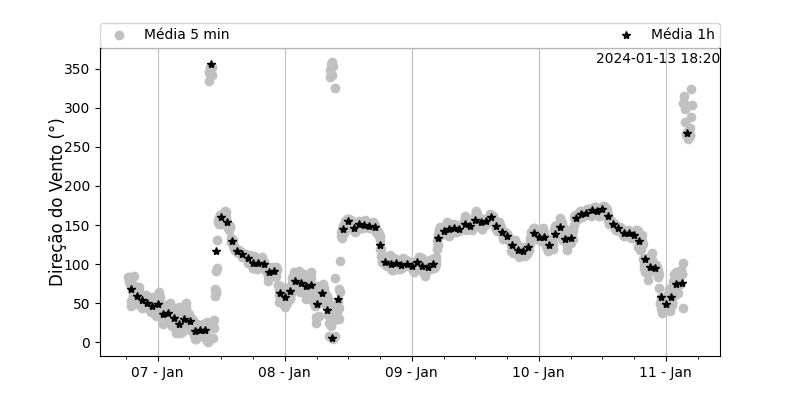 Média 5 min
Média 1h
2024-01-13 18:20
Direção do Vento (°)
350
300
250
200
150
100
50
0
07 - Jan
08 - Jan
09 - Jan
10 - Jan
11 - Jan